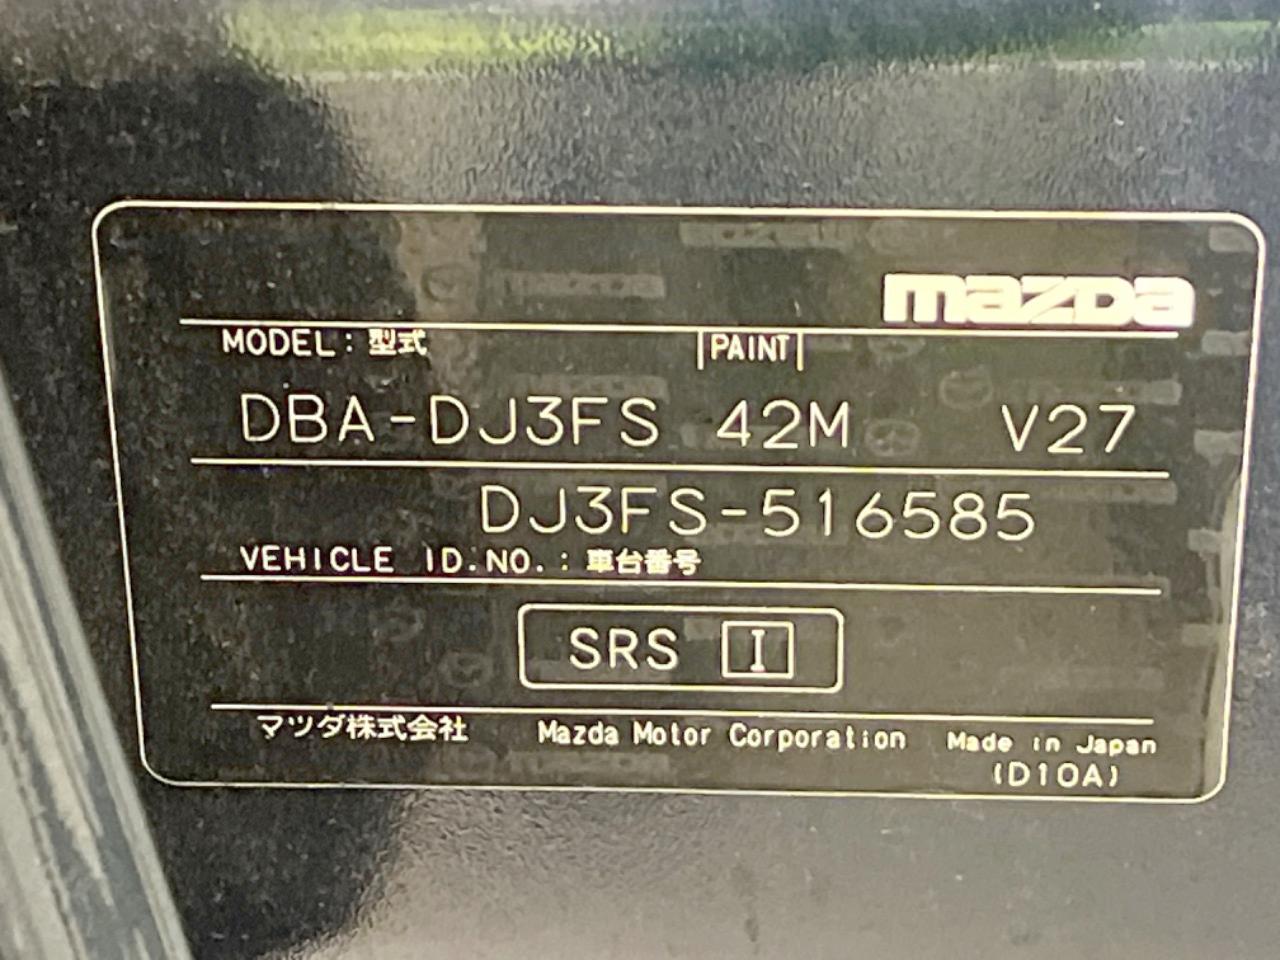 mazda
MODEL : 型式 PAINT
DBA-DJ3FS 42M V27
DJ3FS-516585
VEHICLE ID.NO. : 車台番号
SRS I
マツダ株式会社 Mazda Motor Corporation Made in Japan
(D10A)